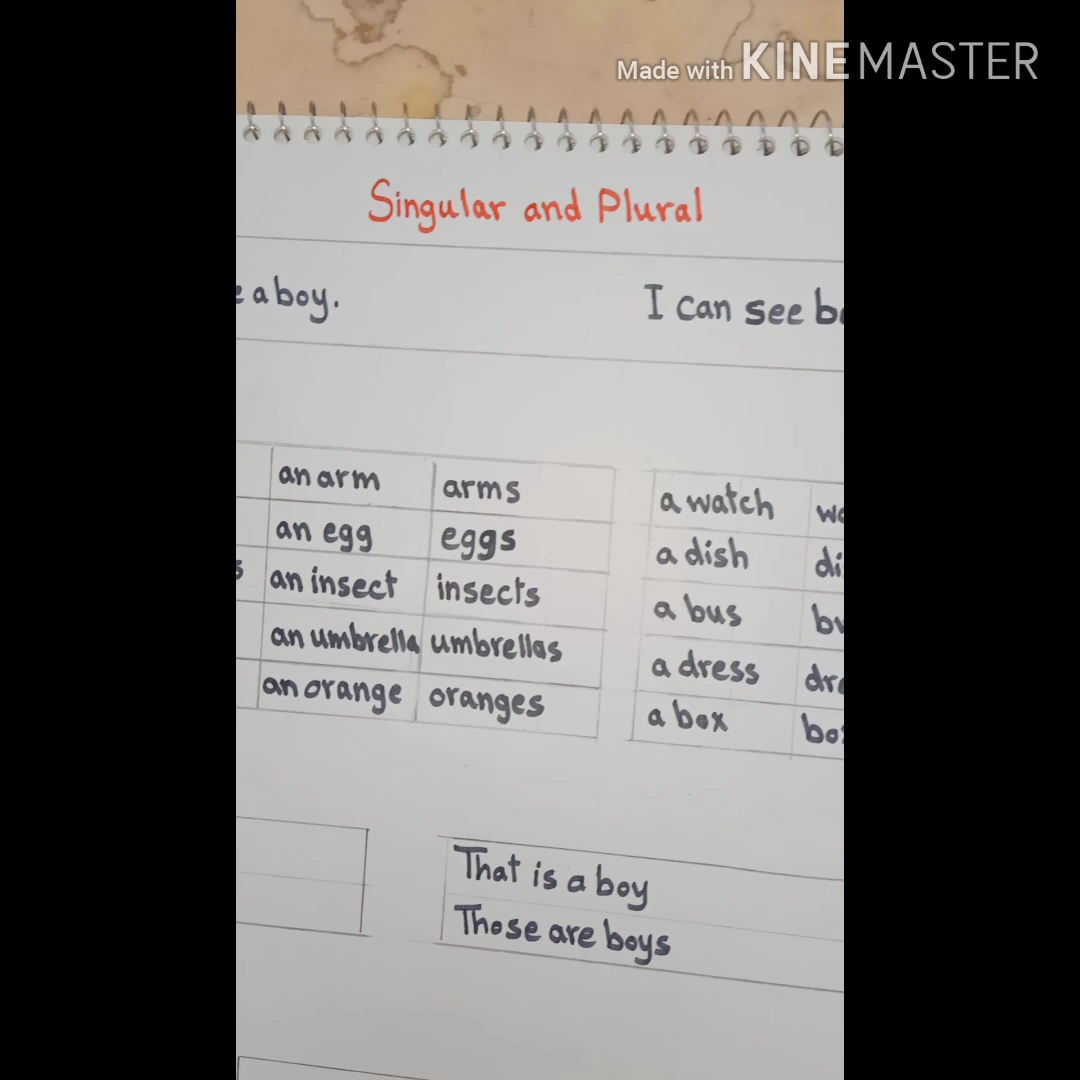 Made with KINEMASTER
Singular and Plural
a boy. I can see
an arm arms a watch
an egg eggs a dish
an insect insects a bus
an umbrella umbrellas a dress
an orange oranges a box
That is a boy
Those are boys